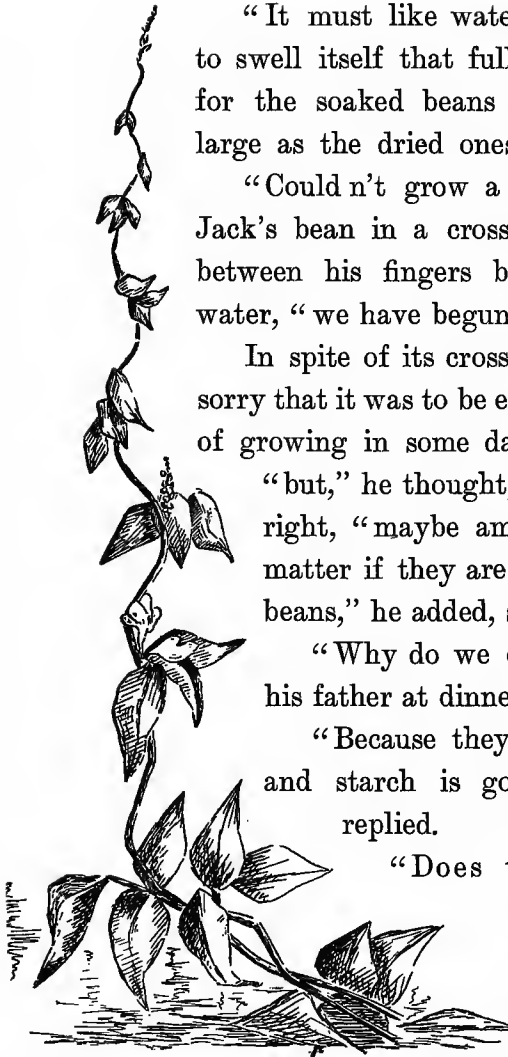 “It must like wate
to swell itself that full
for the soaked beans
large as the dried ones
“Could n't grow a
Jack's bean in a cross
between his fingers b
water, “we have begun
In spite of its cross
sorry that it was to be e
of growing in some da
“but,” he thought,
right, “maybe am
matter if they are
beans,” he added, s
“Why do we e
his father at dinne
“Because they
and starch is go
replied.
“Does